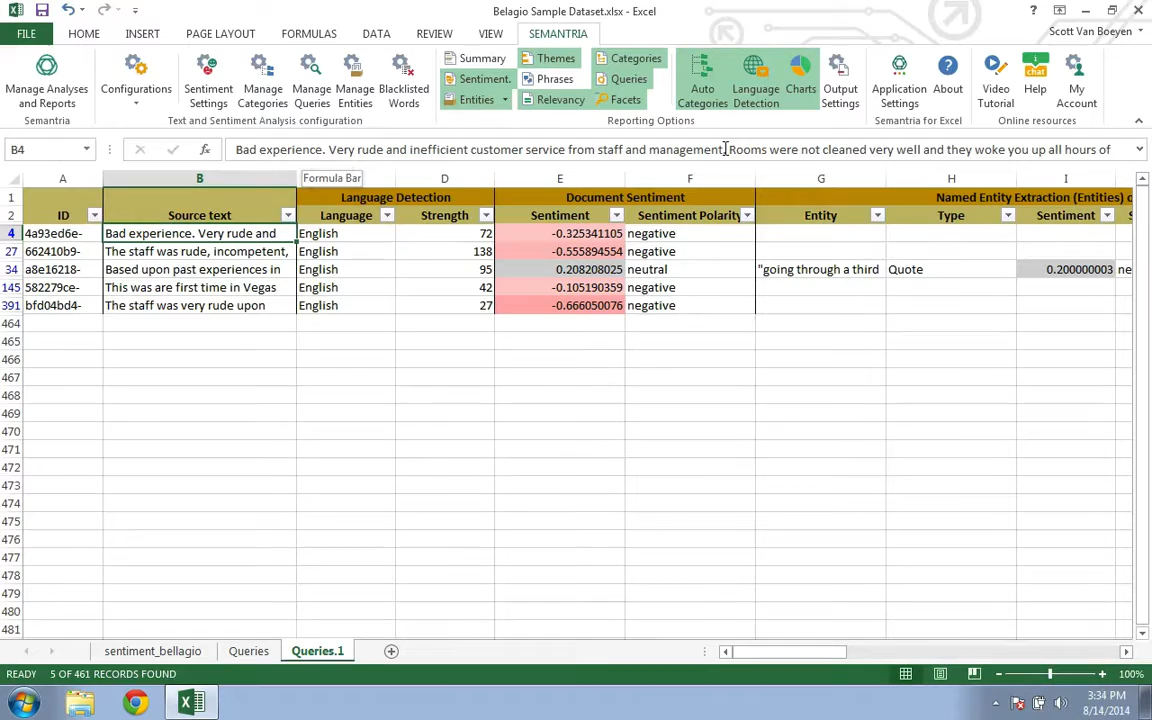 Belagio Sample Dataset.xlsx - Excel
FILE HOME INSERT PAGE LAYOUT FORMULAS DATA REVIEW VIEW SEMANTRIA Scott Van Boeyen
Manage Analyses and Reports
Semantria
Configurations
Sentiment Settings
Manage Categories
Manage Queries
Manage Entities
Blacklisted Words
Text and Sentiment Analysis configuration
Summary Themes Categories
Sentiment Phrases Queries
Entities Relevancy Facets
Auto Categories
Language Detection
Charts
Output Settings
Reporting Options
Application Settings
About
Semantria for Excel
Video Tutorial
Help
My Account
chat
B4 fx Bad experience. Very rude and inefficient customer service from staff and management. Rooms were not cleaned very well and they woke you up all hours of
Formula Bar
A B D E F G H I
1 Language Detection Document Sentiment Named Entity Extraction (Entities) o
2 ID Source text Language Strength Sentiment Sentiment Polarity Entity Type Sentiment S
4 4a93ed6e- Bad experience. Very rude and English 72 -0.325341105 negative
27 662410b9- The staff was rude, incompetent, English 138 -0.555894554 negative
34 a8e16218- Based upon past experiences in English 95 0.208208025 neutral "going through a third Quote 0.200000003 ne
145 582279ce- This was are first time in Vegas English 42 -0.105190359 negative
391 bfd04bd4- The staff was very rude upon English 27 -0.666050076 negative
464
465
466
467
468
469
470
471
472
473
474
475
476
477
478
479
480
481
sentiment_bellagio Queries Queries.1
READY 5 OF 461 RECORDS FOUND 100%
3:34 PM
8/14/2014